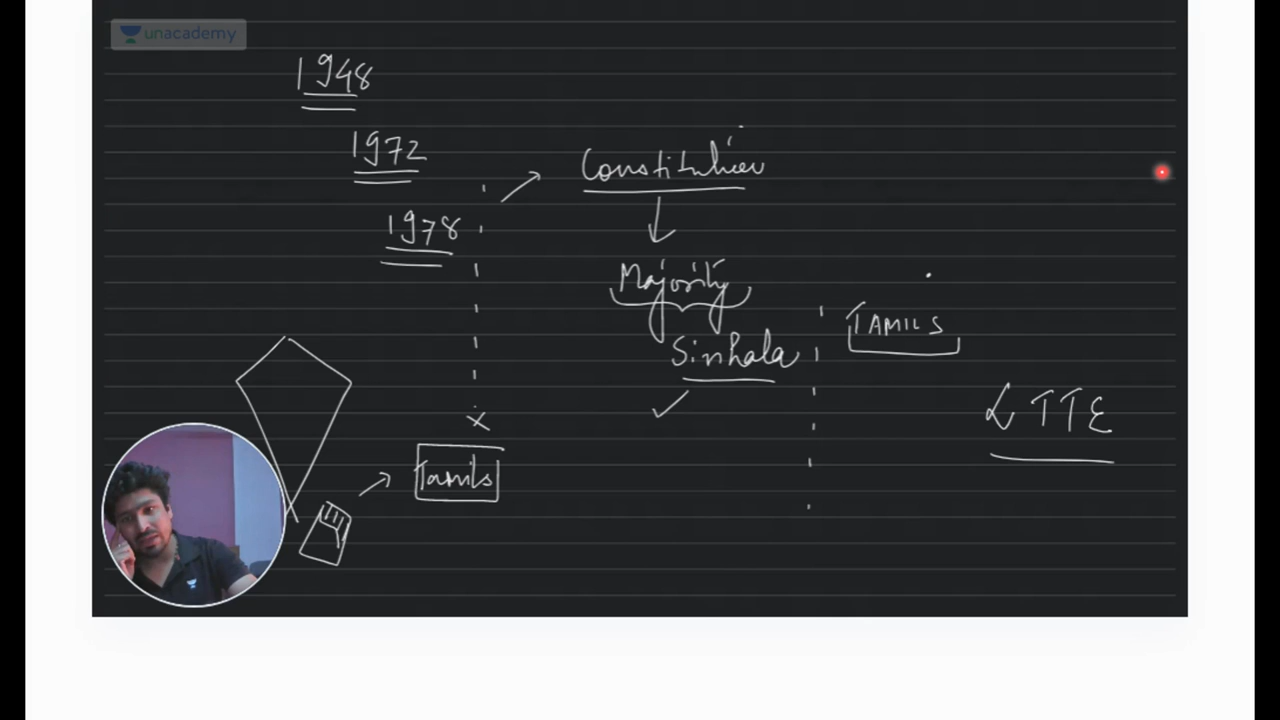 unacademy
1948
1972
1978
Constitution
Majority
Sinhala
TAMILS
LTTE
Tamils